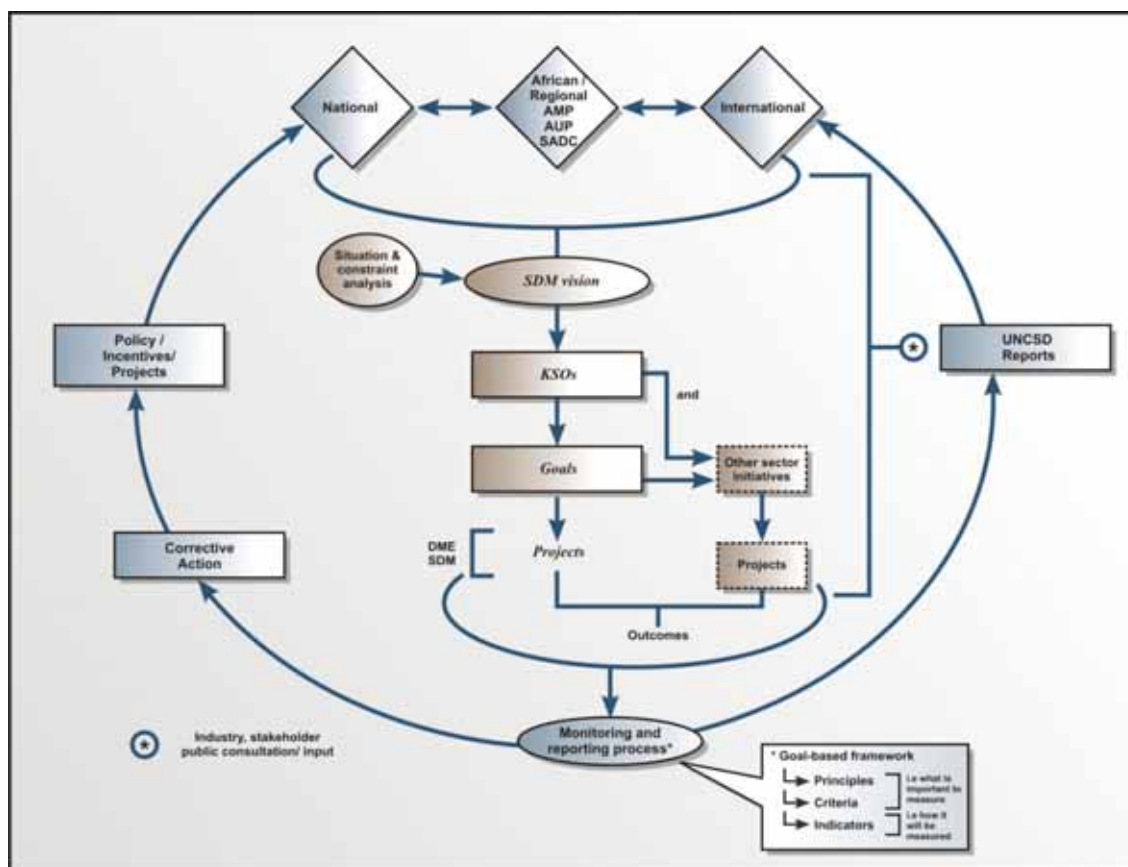 National
African /
Regional
AMP
AUP
SADC
International
Situation &
constraint
analysis
SDM vision
Policy /
Incentives/
Projects
*
UNCSD
Reports
KSOs
and
Goals
Other sector
initiatives
DME
SDM
Projects
Projects
Corrective
Action
Outcomes
*
Industry, stakeholder
public consultation/ input
Monitoring and
reporting process*
* Goal-based framework
Principles
Criteria
Indicators
i.e what is
important to
measure
i.e how it
will be
measured